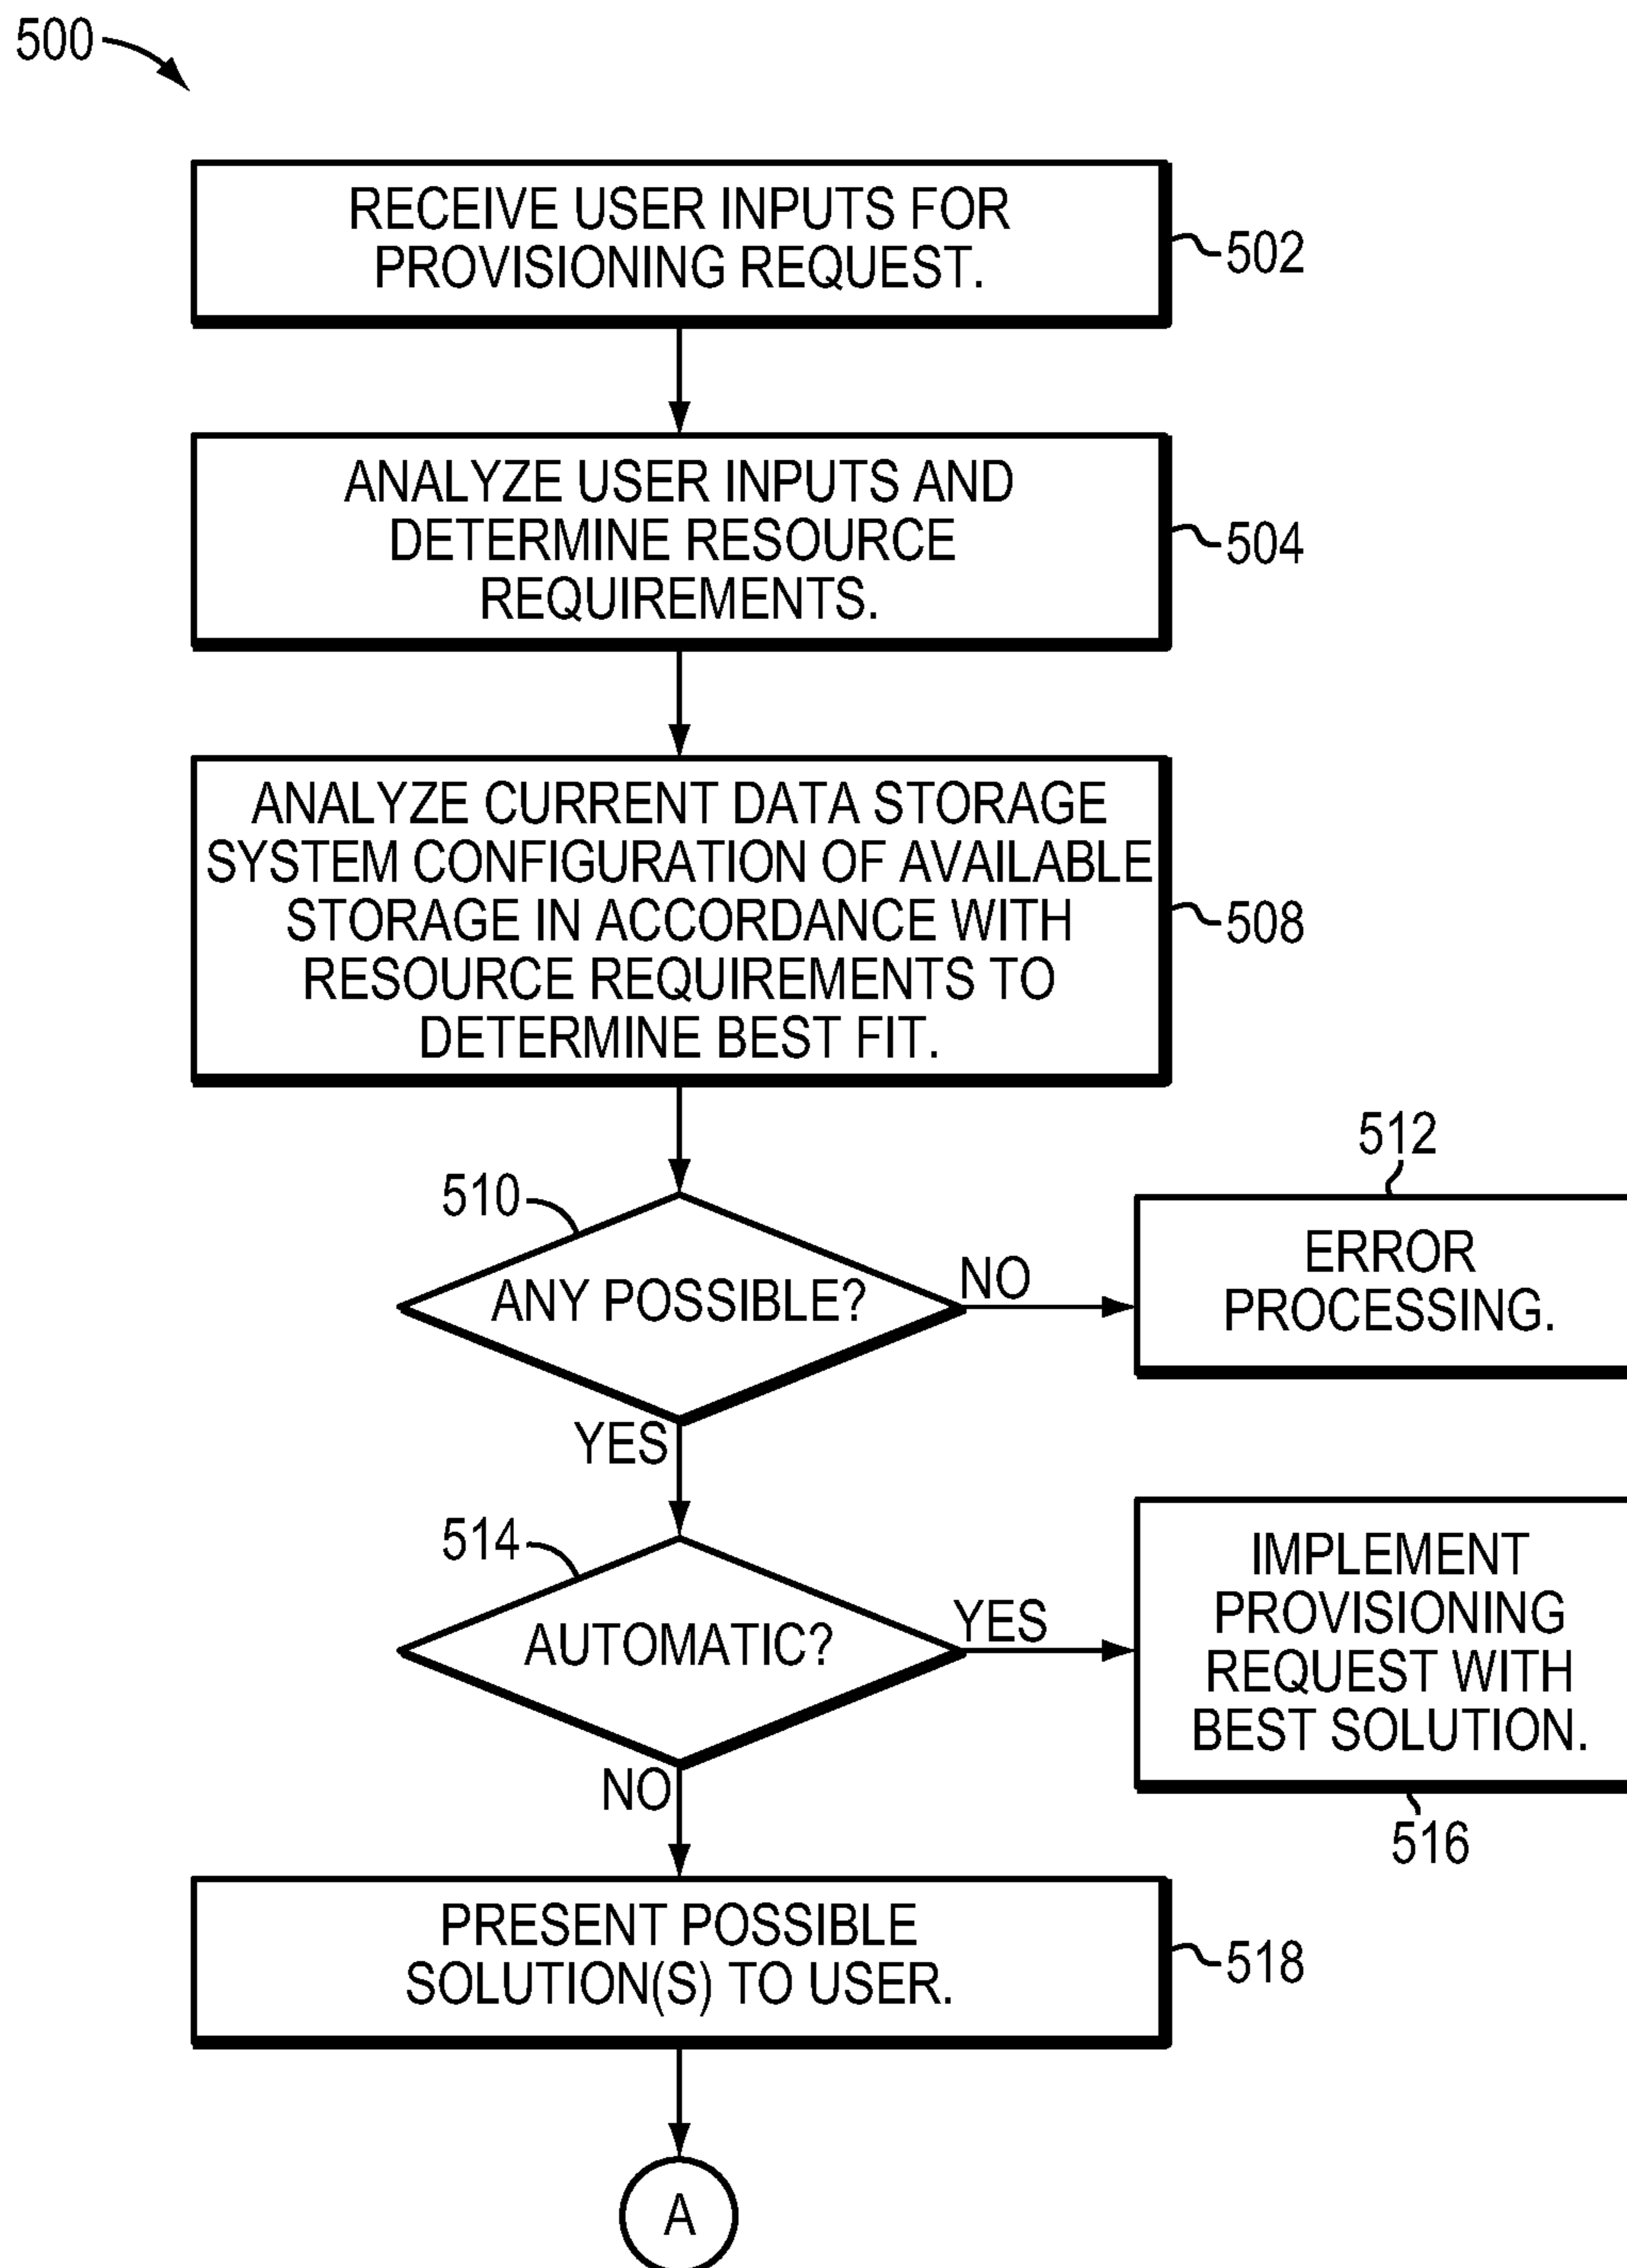 500
RECEIVE USER INPUTS FOR
PROVISIONING REQUEST.
502
ANALYZE USER INPUTS AND
DETERMINE RESOURCE
REQUIREMENTS.
504
ANALYZE CURRENT DATA STORAGE
SYSTEM CONFIGURATION OF AVAILABLE
STORAGE IN ACCORDANCE WITH
RESOURCE REQUIREMENTS TO
DETERMINE BEST FIT.
508
510
ANY POSSIBLE?
NO
512
ERROR
PROCESSING.
YES
514
AUTOMATIC?
YES
IMPLEMENT
PROVISIONING
REQUEST WITH
BEST SOLUTION.
516
NO
PRESENT POSSIBLE
SOLUTION(S) TO USER.
518
A